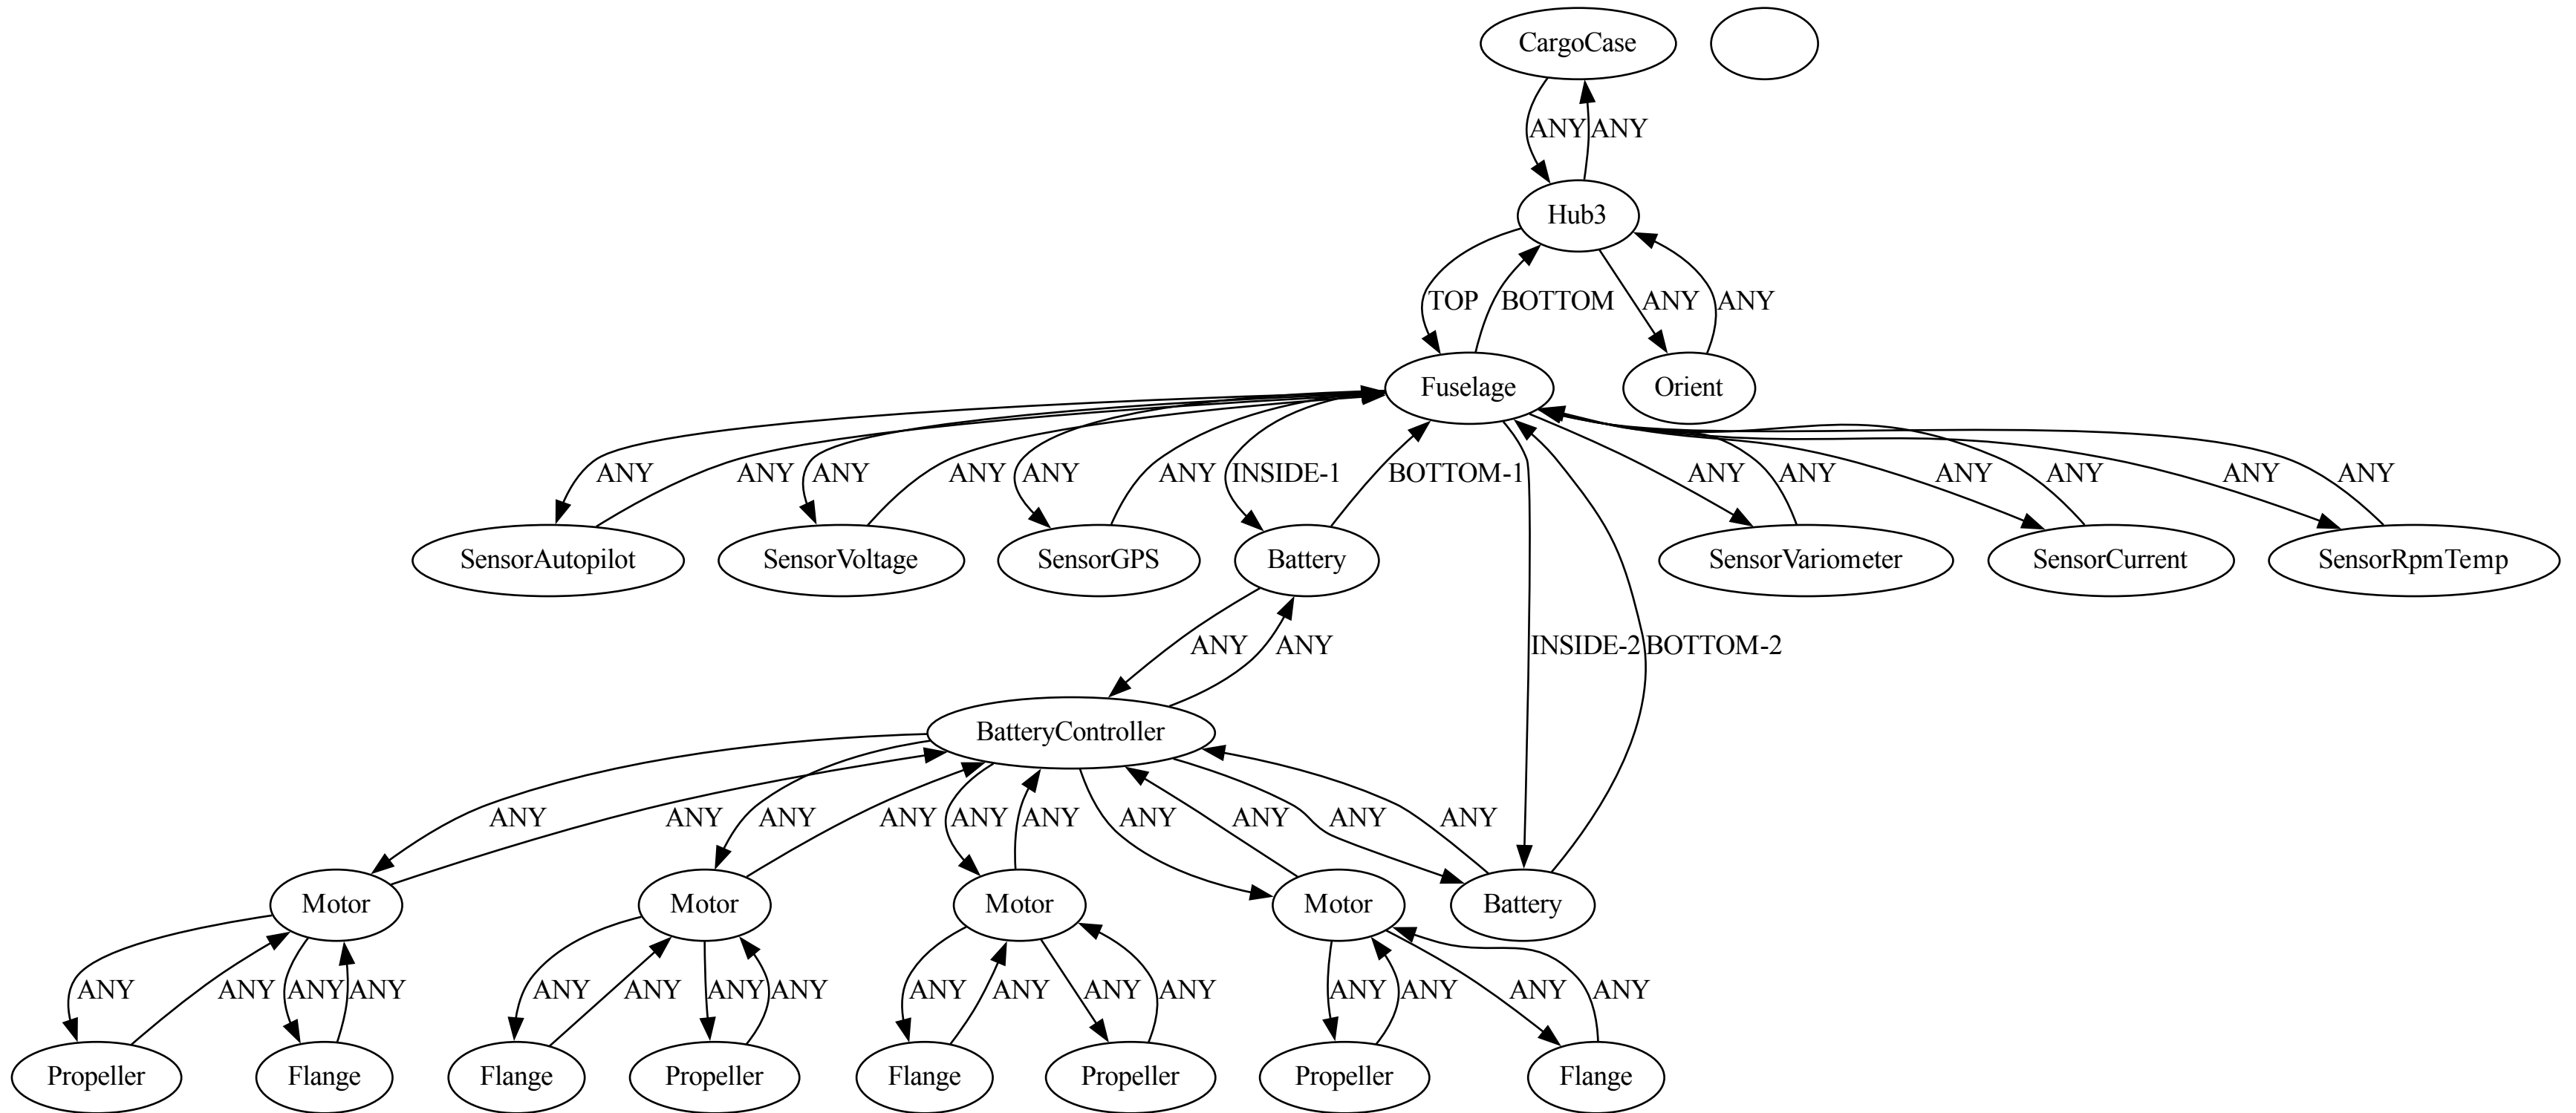 CargoCase
ANY ANY
Hub3
TOP BOTTOM ANY ANY
Fuselage Orient
ANY ANY ANY ANY ANY ANY INSIDE-1 BOTTOM-1 ANY ANY ANY ANY ANY ANY
SensorAutopilot SensorVoltage SensorGPS Battery SensorVariometer SensorCurrent SensorRpmTemp
ANY ANY INSIDE-2 BOTTOM-2
BatteryController
ANY ANY ANY ANY ANY ANY ANY ANY ANY ANY
Motor Motor Motor Motor Battery
ANY ANY ANY ANY ANY ANY ANY ANY ANY ANY ANY ANY ANY ANY ANY ANY
Propeller Flange Flange Propeller Flange Propeller Propeller Flange